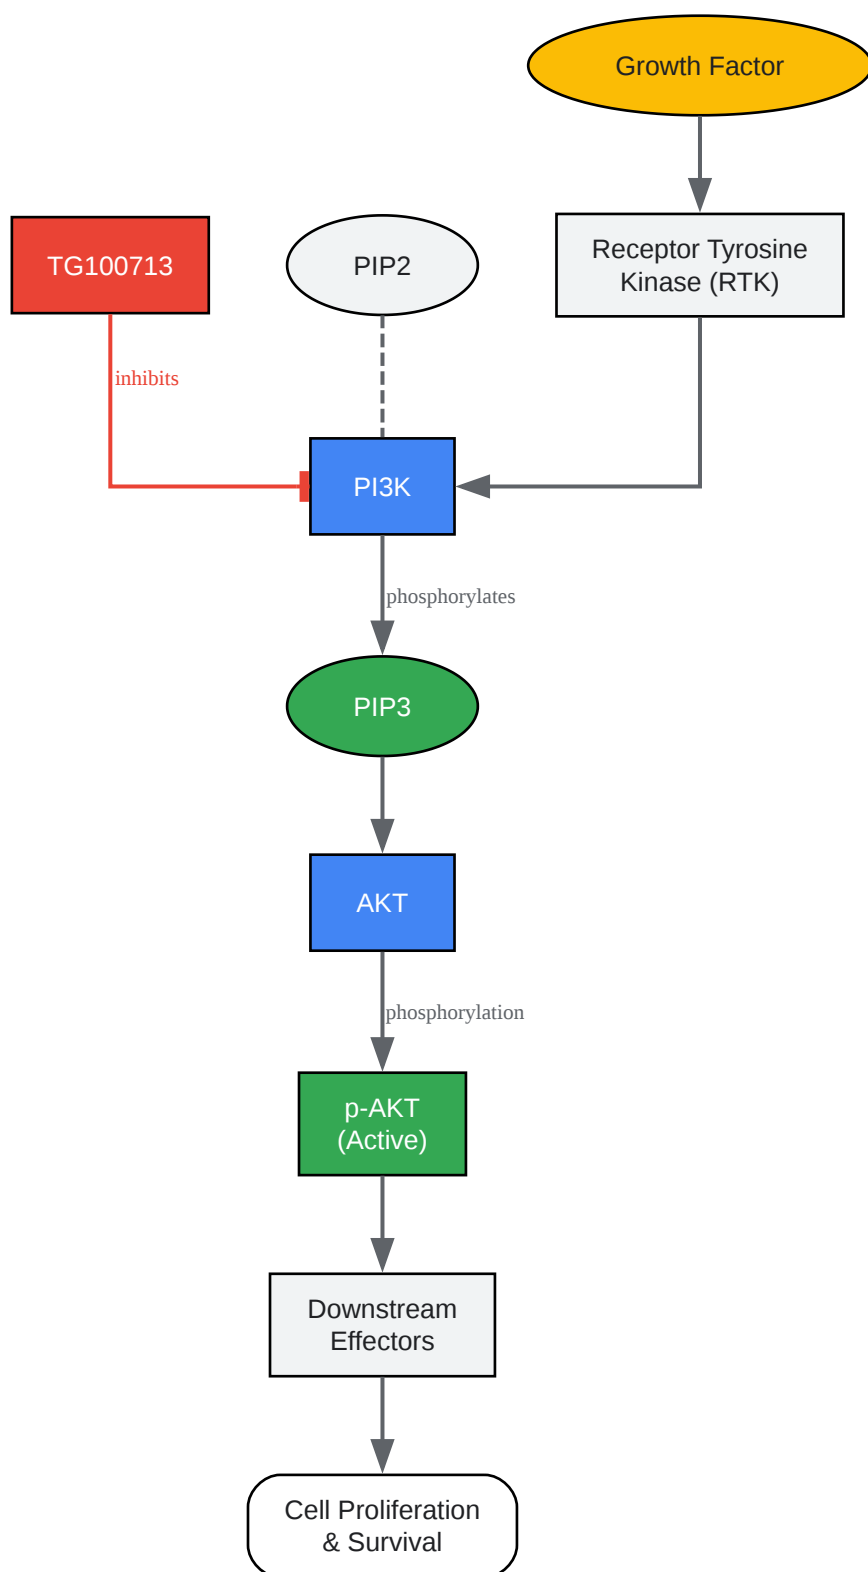 Growth Factor
TG100713
PIP2
Receptor Tyrosine
Kinase (RTK)
inhibits
PI3K
phosphorylates
PIP3
AKT
phosphorylation
p-AKT
(Active)
Downstream
Effectors
Cell Proliferation
& Survival